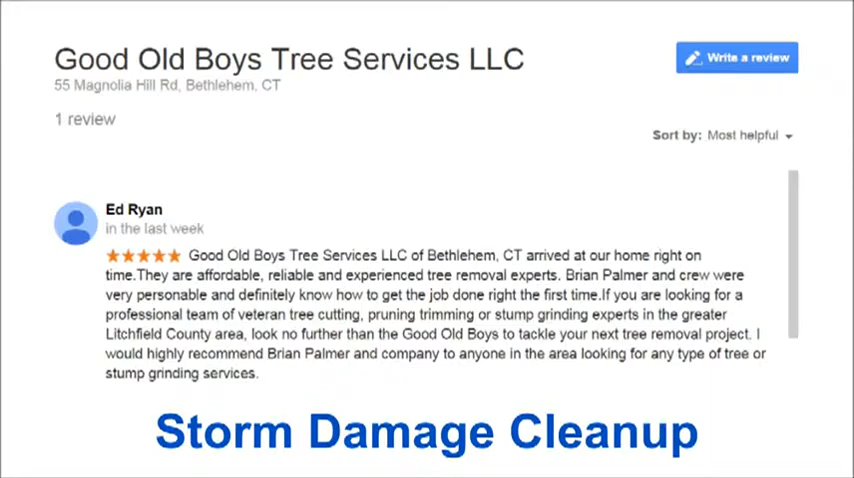 Good Old Boys Tree Services LLC
Write a review
55 Magnolia Hill Rd, Bethlehem, CT
1 review
Sort by: Most helpful
Ed Ryan
in the last week
Good Old Boys Tree Services LLC of Bethlehem, CT arrived at our home right on
time.They are affordable, reliable and experienced tree removal experts. Brian Palmer and crew were
very personable and definitely know how to get the job done right the first time.If you are looking for a
professional team of veteran tree cutting, pruning trimming or stump grinding experts in the greater
Litchfield County area, look no further than the Good Old Boys to tackle your next tree removal project. I
would highly recommend Brian Palmer and company to anyone in the area looking for any type of tree or
stump grinding services.
Storm Damage Cleanup